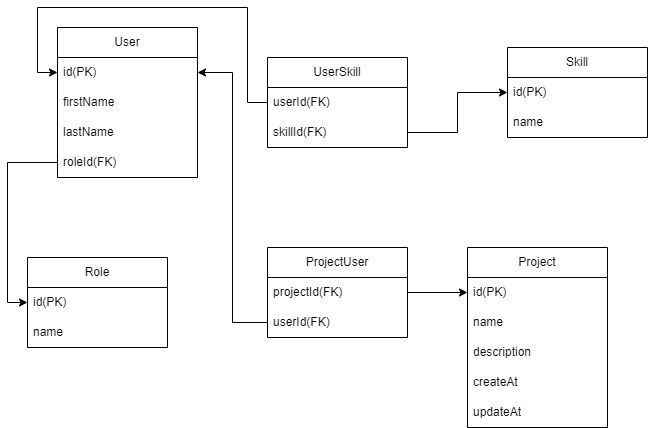 User
id(PK)
firstName
lastName
roleId(FK)
UserSkill
userId(FK)
skillId(FK)
Skill
id(PK)
name
Role
id(PK)
name
ProjectUser
projectId(FK)
userId(FK)
Project
id(PK)
name
description
createAt
updateAt